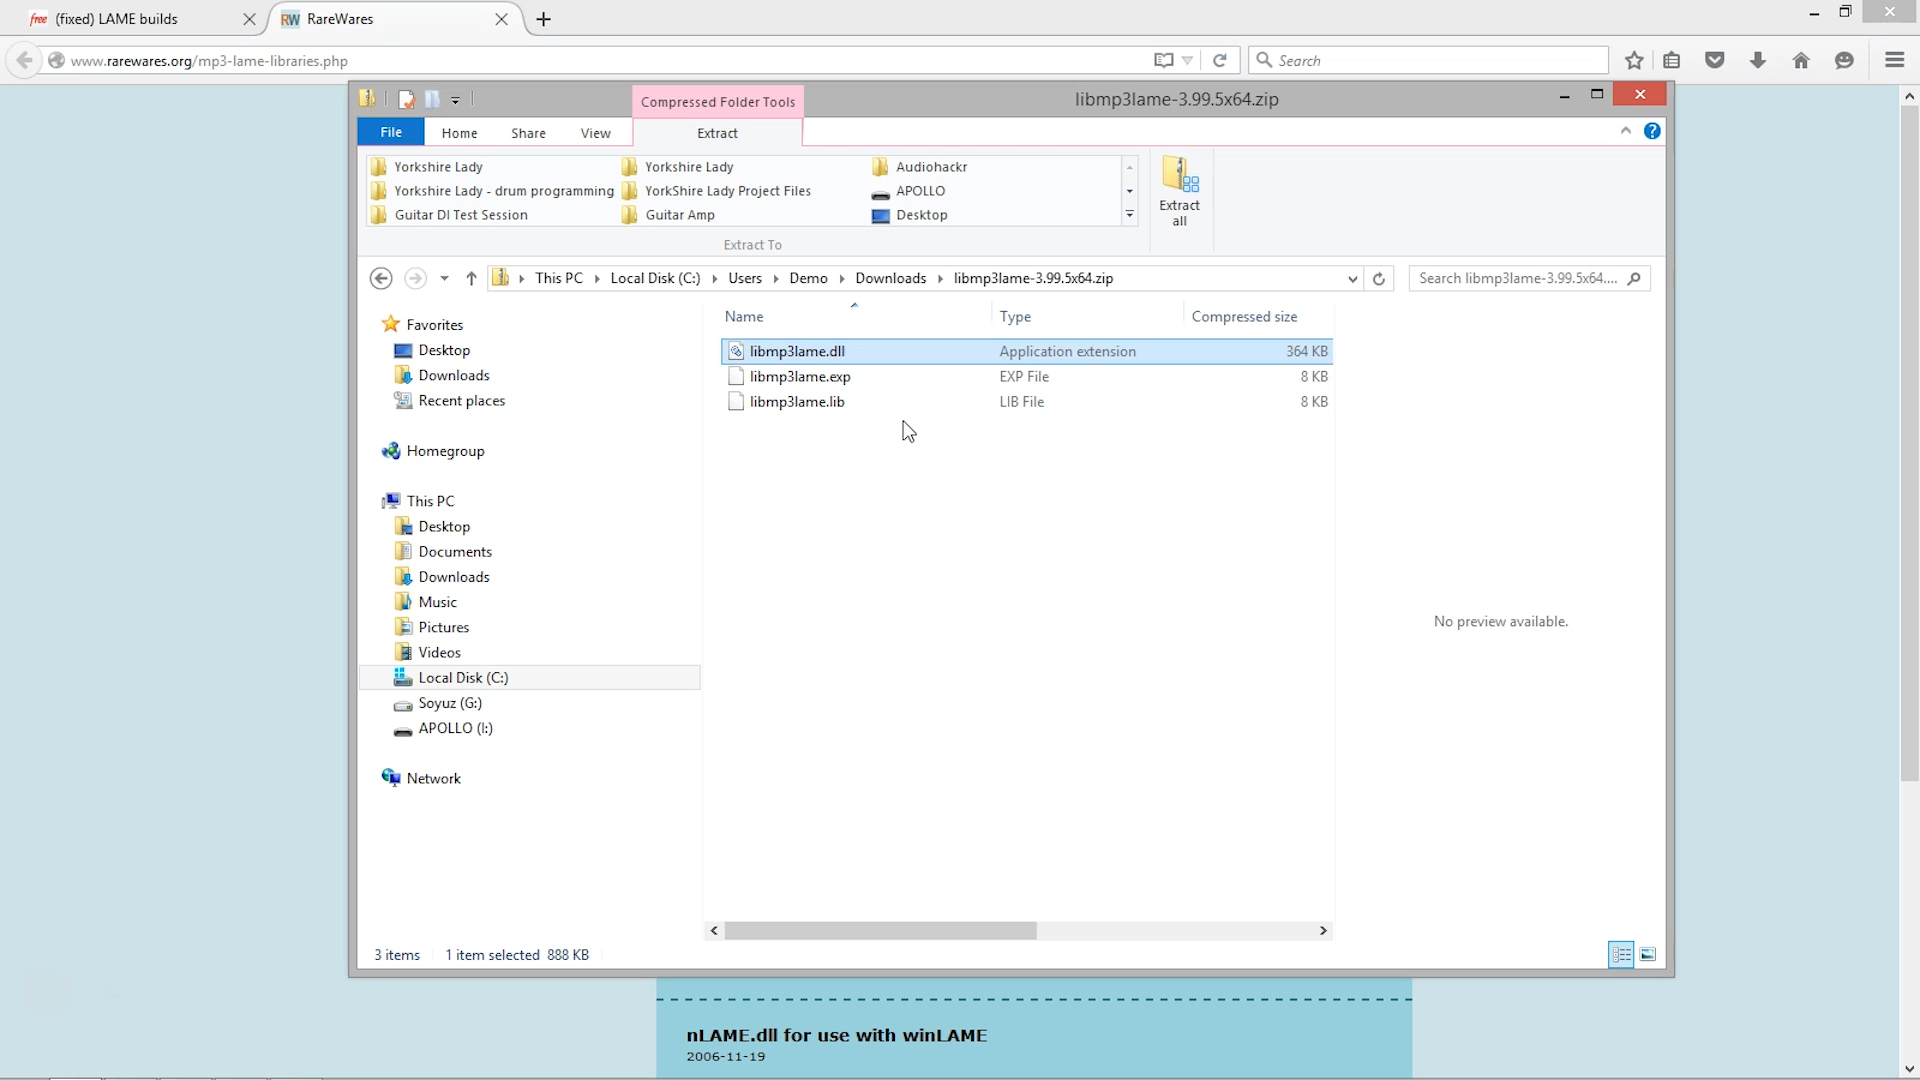 free (fixed) LAME builds
RW RareWares
www.rarewares.org/mp3-lame-libraries.php
Search
Compressed Folder Tools
libmp3lame-3.99.5x64.zip
File Home Share View Extract
Yorkshire Lady Yorkshire Lady Audiohackr
Yorkshire Lady - drum programming YorkShire Lady Project Files APOLLO
Guitar DI Test Session Guitar Amp Desktop
Extract
all
Extract To
This PC Local Disk (C:) Users Demo Downloads libmp3lame-3.99.5x64.zip
Search libmp3lame-3.99.5x64....
Name Type Compressed size
libmp3lame.dll Application extension 364 KB
libmp3lame.exp EXP File 8 KB
libmp3lame.lib LIB File 8 KB
Favorites
Desktop
Downloads
Recent places
Homegroup
This PC
Desktop
Documents
Downloads
Music
Pictures
Videos
Local Disk (C:)
Soyuz (G:)
APOLLO (I:)
Network
No preview available.
3 items 1 item selected 888 KB
nLAME.dll for use with winLAME
2006-11-19